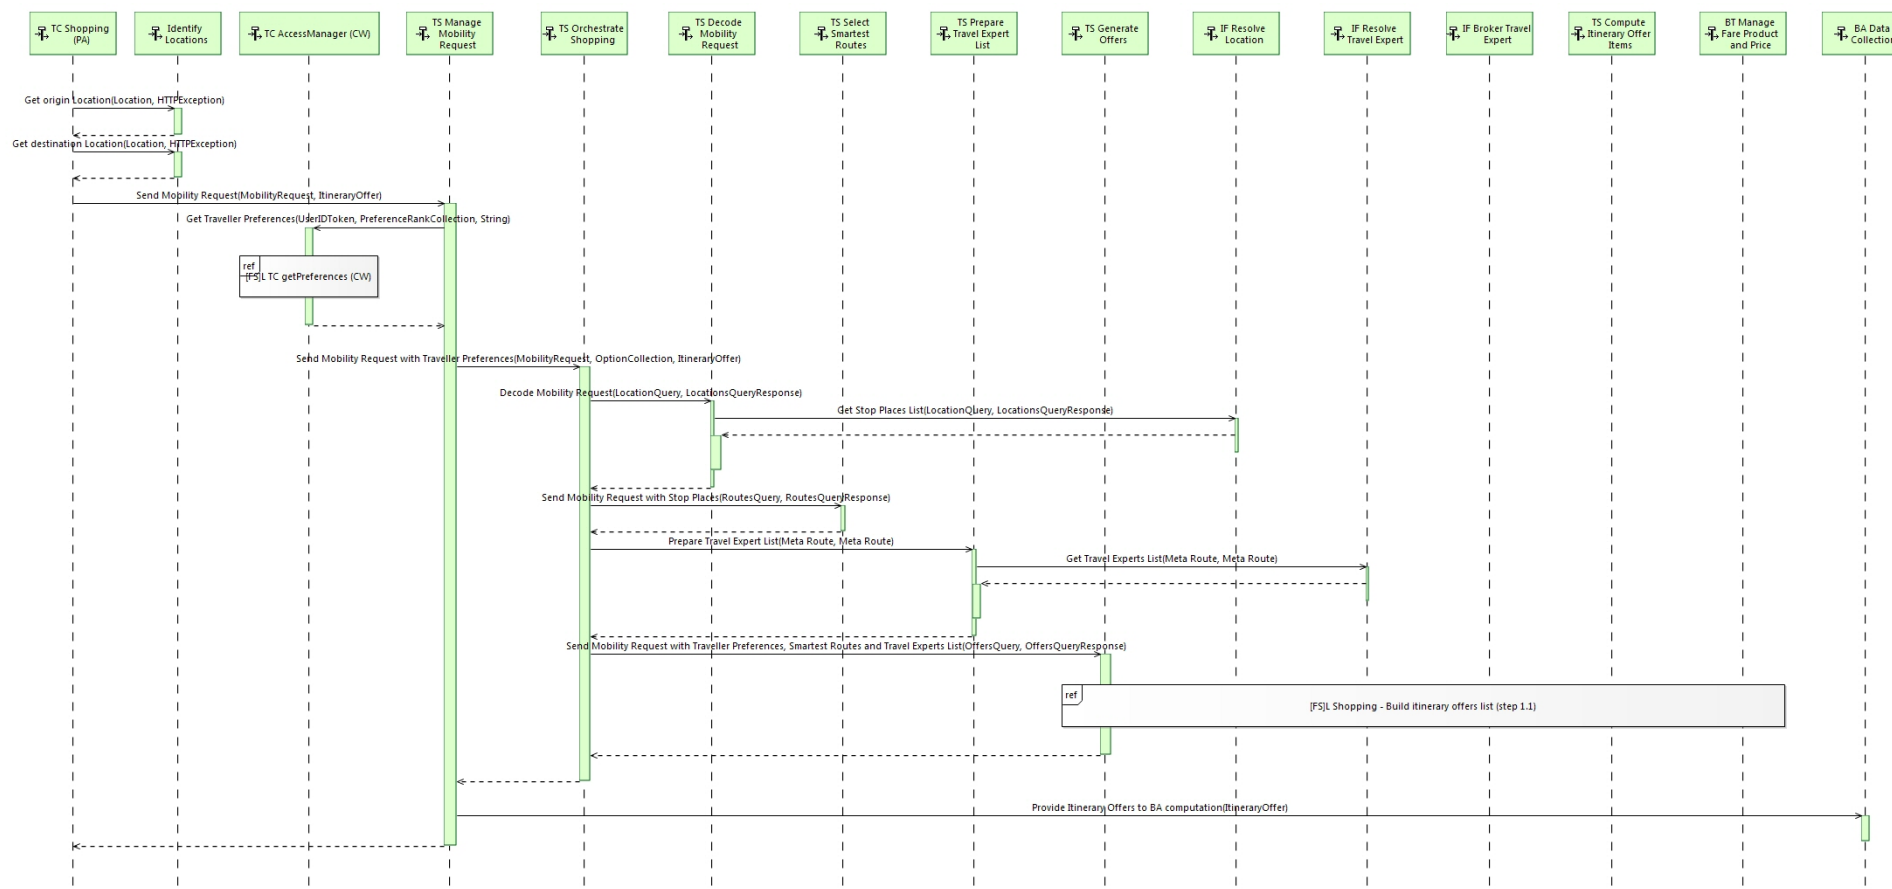 TC Shopping
(PA)
Identify
Locations
TC AccessManager (CW)
TS Manage
Mobility
Request
TS Orchestrate
Shopping
TS Decode
Mobility
Request
TS Select
Smartest
Routes
TS Prepare
Travel Expert
List
TS Generate
Offers
IF Resolve
Location
IF Resolve
Travel Expert
IF Broker Travel
Expert
TS Compute
Itinerary Offer
Items
BT Manage
Fare Product
and Price
BA Data
Collection
Get origin Location(Location, HTTPException)
Get destination Location(Location, HTTPException)
Send Mobility Request(MobilityRequest, ItineraryOffer)
Get Traveller Preferences(UserIDToken, PreferenceRankCollection, String)
ref
[FS]L TC getPreferences (CW)
Send Mobility Request with Traveller Preferences(MobilityRequest, OptionCollection, ItineraryOffer)
Decode Mobility Request(LocationQuery, LocationsQueryResponse)
Get Stop Places List(LocationQuery, LocationsQueryResponse)
Send Mobility Request with Stop Places(RoutesQuery, RoutesQueryResponse)
Prepare Travel Expert List(Meta Route, Meta Route)
Get Travel Experts List(Meta Route, Meta Route)
Send Mobility Request with Traveller Preferences, Smartest Routes and Travel Experts List(OffersQuery, OffersQueryResponse)
ref
[FS]L Shopping - Build itinerary offers list (step 1.1)
Provide Itinerary Offers to BA computation(ItineraryOffer)